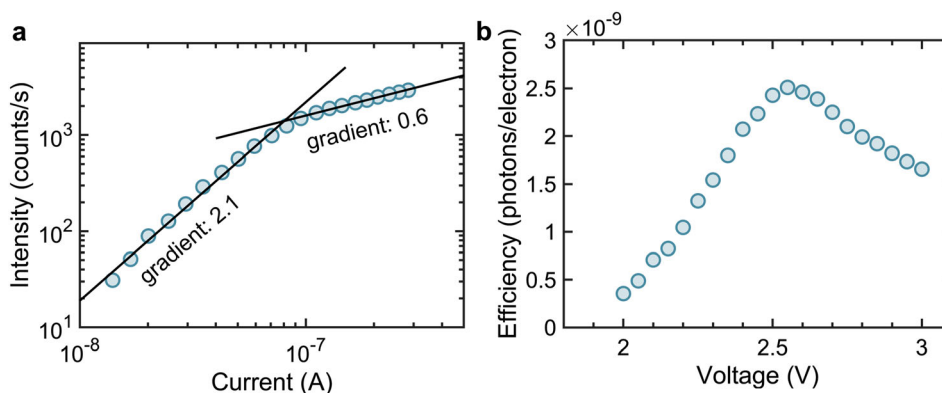 a
Intensity (counts/s)
10³
10²
10¹
10⁻⁸
10⁻⁷
Current (A)
gradient: 2.1
gradient: 0.6
b
×10⁻⁹
Efficiency (photons/electron)
3
2.5
2
1.5
1
0.5
0
2
2.5
3
Voltage (V)